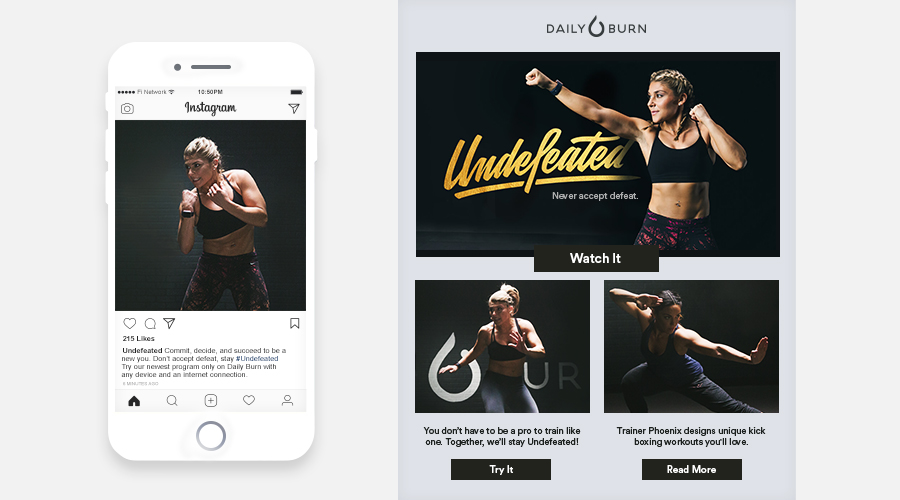 Fi Network
10:50PM
Instagram
215 Likes
Undefeated Commit, decide, and succeed to be a
new you. Don't accept defeat, stay #Undefeated
Try our newest program only on Daily Burn with
any device and an internet connection.
6 MINUTES AGO
DAILY BURN
Undefeated
Never accept defeat.
Watch It
UR
You don't have to be a pro to train like
one. Together, we'll stay Undefeated!
Try It
Trainer Phoenix designs unique kick
boxing workouts you'll love.
Read More